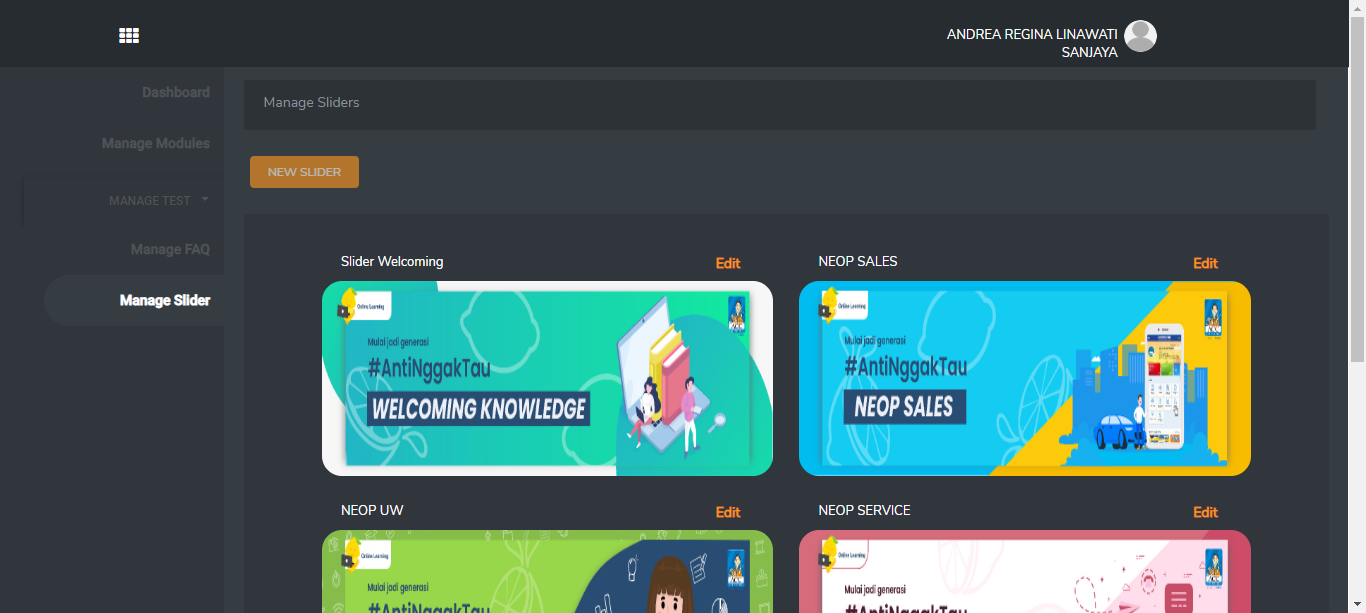 ANDREA REGINA LINAWATI
SANJAYA
Dashboard
Manage Modules
MANAGE TEST
Manage FAQ
Manage Slider
Manage Sliders
NEW SLIDER
Slider Welcoming
Edit
Online Learning
Mulai jadi generasi
#AntiNggakTau
WELCOMING KNOWLEDGE
NEOP SALES
Edit
Online Learning
Mulai jadi generasi
#AntiNggakTau
NEOP SALES
NEOP UW
Edit
Online Learning
Mulai jadi generasi
#AntiNggakTau
NEOP SERVICE
Edit
Online Learning
Mulai jadi generasi
#AntiNggakTau